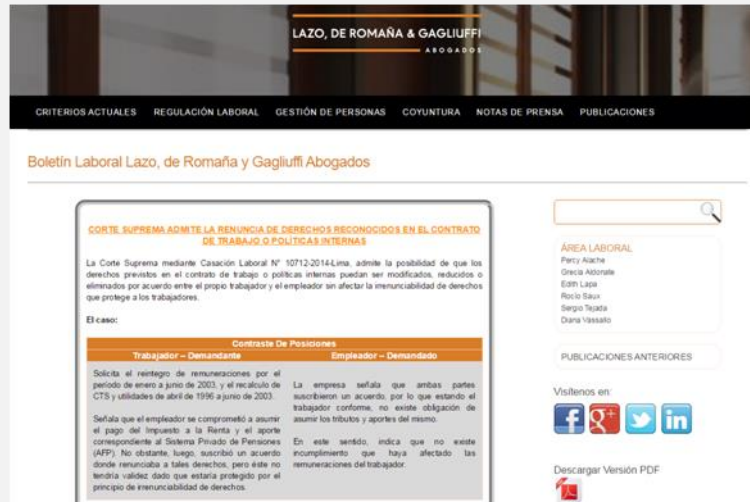 LAZO, DE ROMAÑA & GAGLIUFFI
ABOGADOS
CRITERIOS ACTUALES REGULACIÓN LABORAL GESTIÓN DE PERSONAS COYUNTURA NOTAS DE PRENSA PUBLICACIONES
Boletín Laboral Lazo, de Romaña y Gagliuffi Abogados
CORTE SUPREMA ADMITE LA RENUNCIA DE DERECHOS RECONOCIDOS EN EL CONTRATO
DE TRABAJO O POLÍTICAS INTERNAS
La Corte Suprema mediante Casación Laboral N° 10712-2014-Lima, admite la posibilidad de que los
derechos previstos en el contrato de trabajo o políticas internas puedan ser modificados, reducidos o
eliminados por acuerdo entre el propio trabajador y el empleador sin afectar la irrenunciabilidad de derechos
que protege a los trabajadores.
El caso:
Contraste De Posiciones
Trabajador – Demandante
Empleador – Demandado
Solicita el reintegro de remuneraciones por el
período de enero a junio de 2003, y el recalculo de
CTS y utilidades de abril de 1996 a junio de 2003.
Señala que el empleador se comprometió a asumir
el pago del Impuesto a la Renta y el aporte
correspondiente al Sistema Privado de Pensiones
(AFP). No obstante, luego, suscribió un acuerdo
donde renunciaba a tales derechos, pero éste no
tendría validez dado que estaría protegido por el
principio de irrenunciabilidad de derechos.
La empresa señala que ambas partes
suscribieron un acuerdo, por lo que estando el
trabajador conforme, no existe obligación de
asumir los tributos y aportes del mismo.
En este sentido, indica que no existe
incumplimiento que haya afectado las
remuneraciones del trabajador.
ÁREA LABORAL
Percy Alache
Grecia Aldonate
Edith Lapa
Rocío Saux
Sergio Tejada
Diana Vassallo
PUBLICACIONES ANTERIORES
Visítenos en:
Descargar Versión PDF